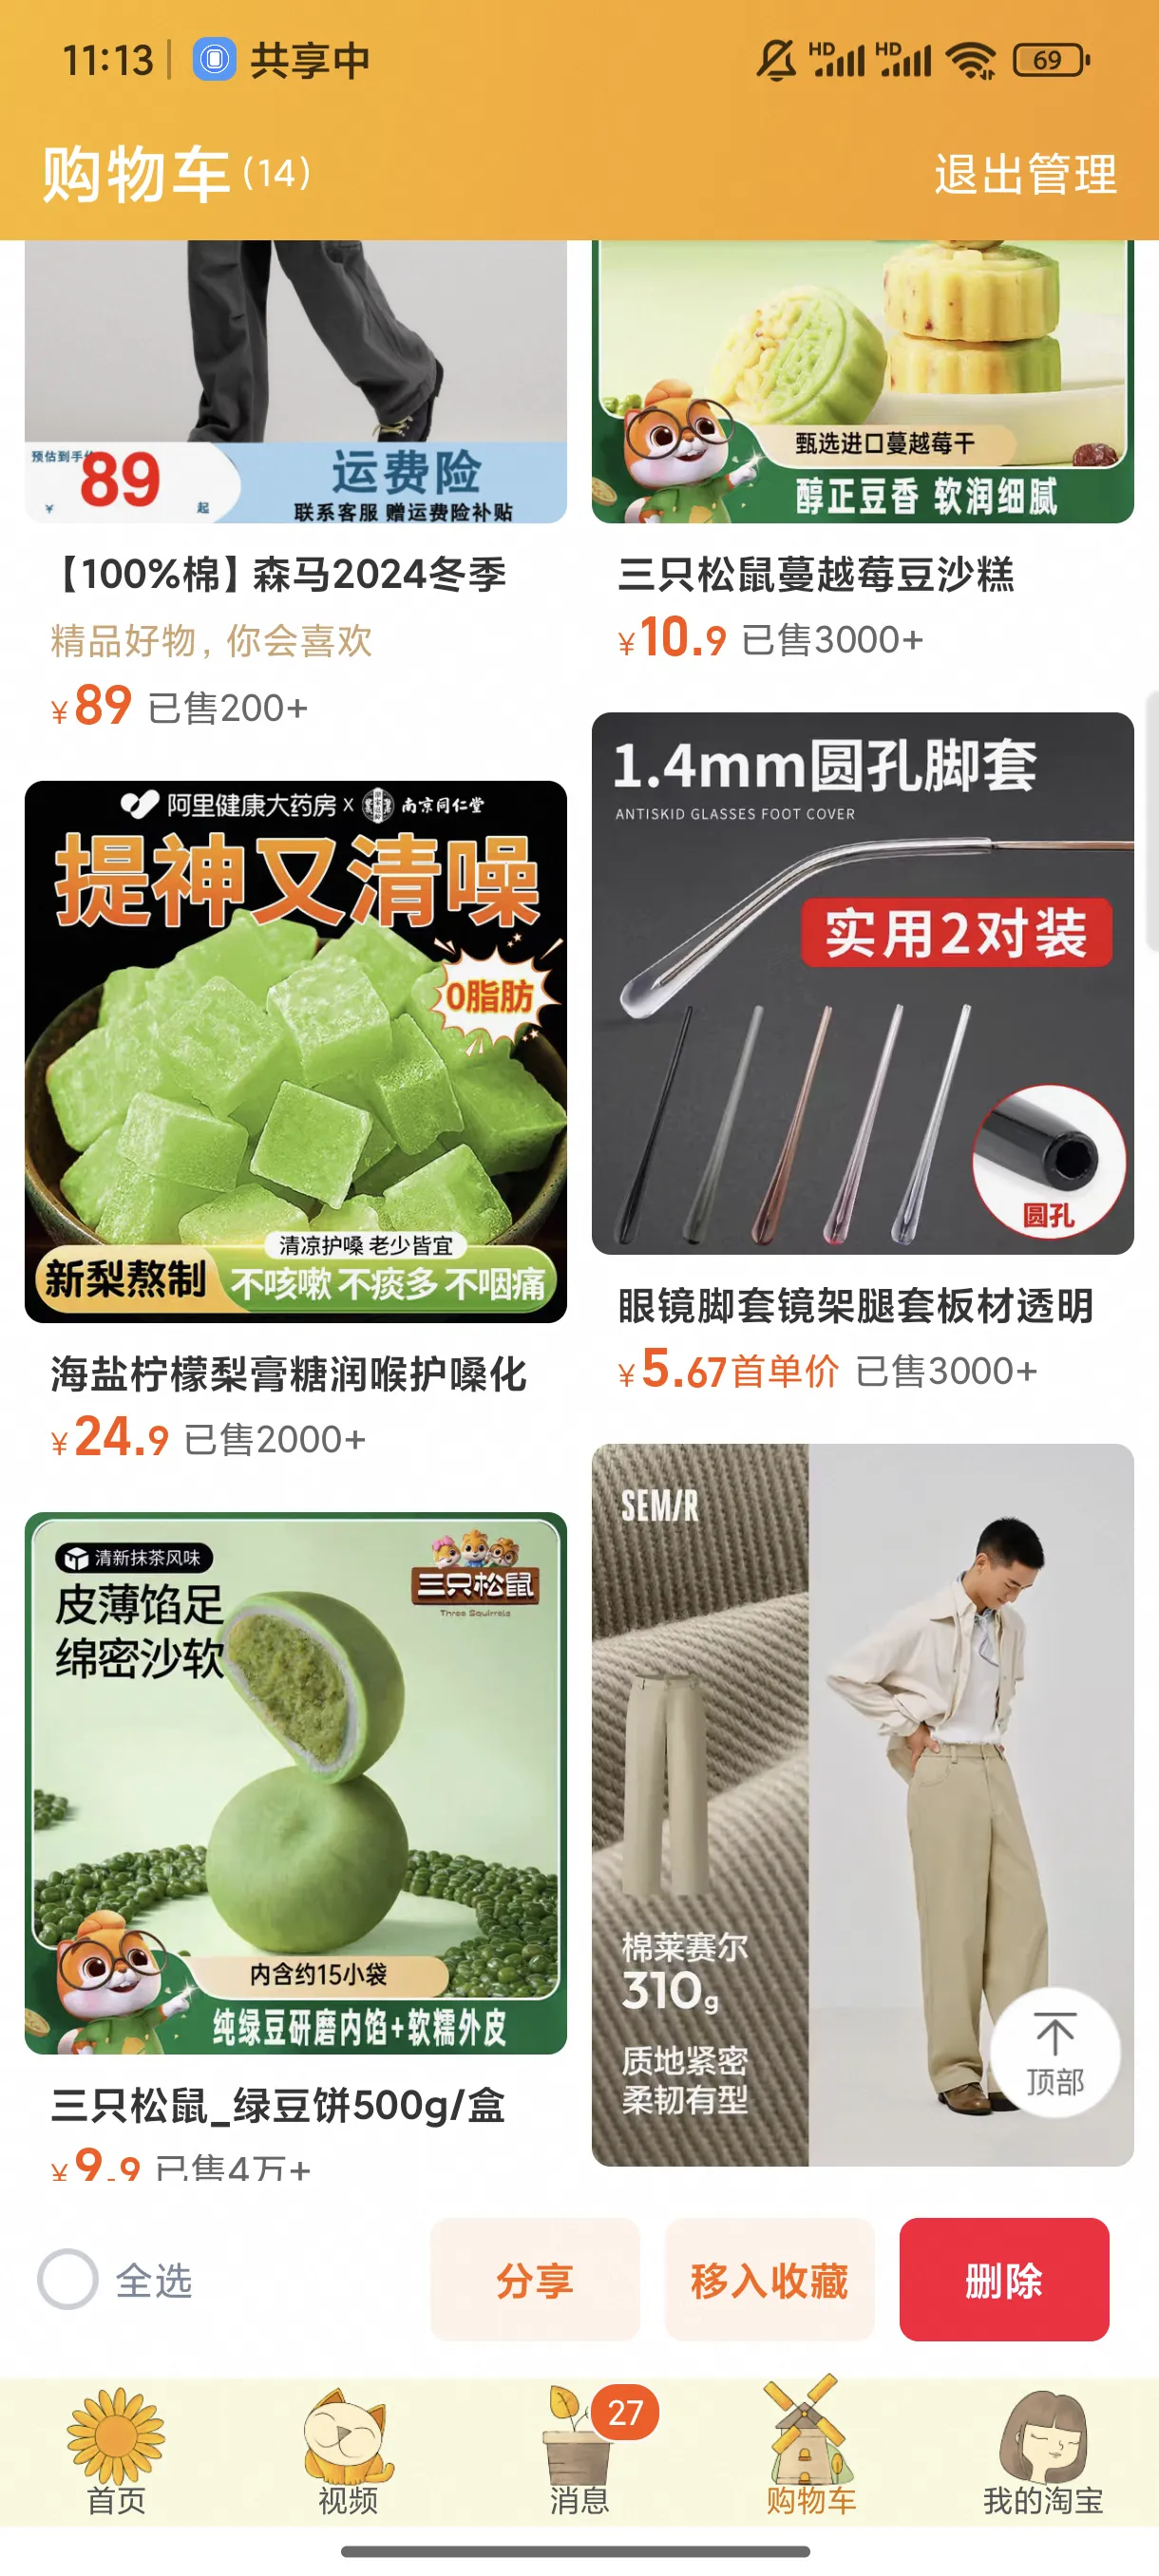 11:13
共享中
HD
HD
69
购物车(14)
退出管理
预估到手价
¥
89
起
运费险
联系客服 赠运费险补贴
【100%棉】森马2024冬季
精品好物，你会喜欢
¥89 已售200+
甄选进口蔓越莓干
醇正豆香 软润细腻
三只松鼠蔓越莓豆沙糕
¥10.9 已售3000+
阿里健康大药房 X 南京同仁堂
提神又清噪
0脂肪
清凉护嗓 老少皆宜
新梨熬制
不咳嗽 不痰多 不咽痛
海盐柠檬梨膏糖润喉护嗓化
¥24.9 已售2000+
1.4mm圆孔脚套
ANTISKID GLASSES FOOT COVER
实用2对装
圆孔
眼镜脚套镜架腿套板材透明
¥5.67首单价 已售3000+
清新抹茶风味
皮薄馅足
绵密沙软
三只松鼠
Three Squirrels
内含约15小袋
纯绿豆研磨内馅+软糯外皮
三只松鼠_绿豆饼500g/盒
¥9.9 已售4万+
SEM/R
棉莱赛尔
310g
质地紧密
柔韧有型
顶部
全选
分享
移入收藏
删除
首页
视频
27
消息
购物车
我的淘宝